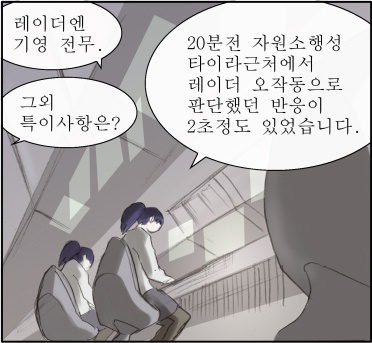 레이더엔
기영 전무.
그외
특이사항은?
20분전 자원소행성
타이라근처에서
레이더 오작동으로
판단했던 반응이
2초정도 있었습니다.